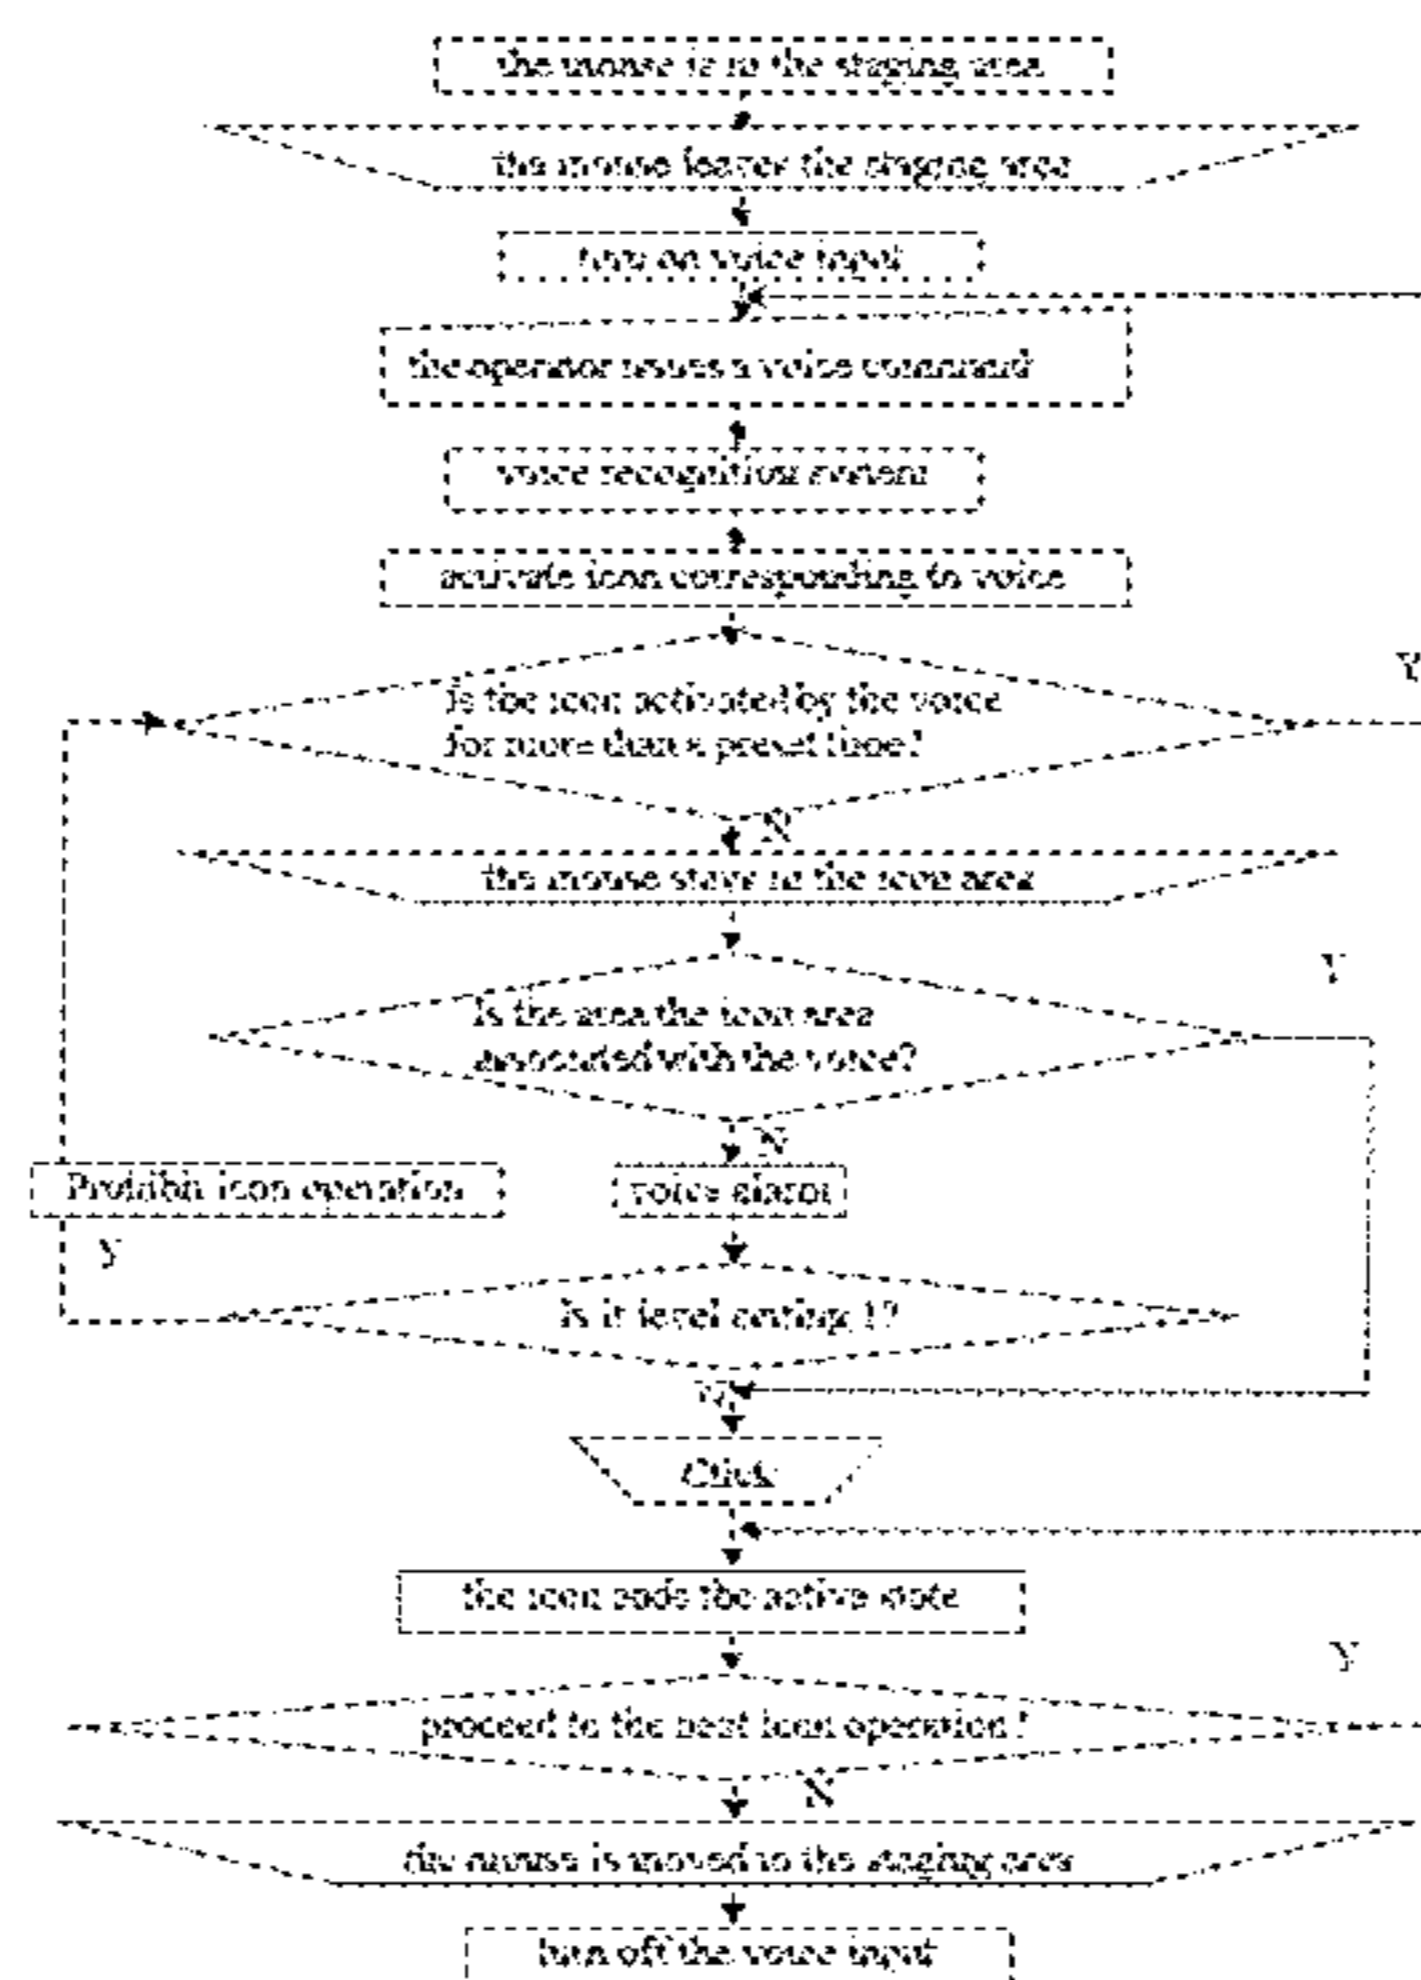 the mouse is in the staging area
the mouse leaves the staging area
turn on voice input
the operator issues a voice command
voice recognition system
activate icon corresponding to voice
Y
Is the icon activated by the voice
for more than a preset time?
N
the mouse stays in the icon area
Y
Is the area the icon area
associated with the voice?
N
Prohibit icon operation
voice alarm
Y
Is it level setting 1?
N
Click
the icon ends the active state
Y
proceed to the next icon operation?
N
the mouse is moved to the staging area
turn off the voice input